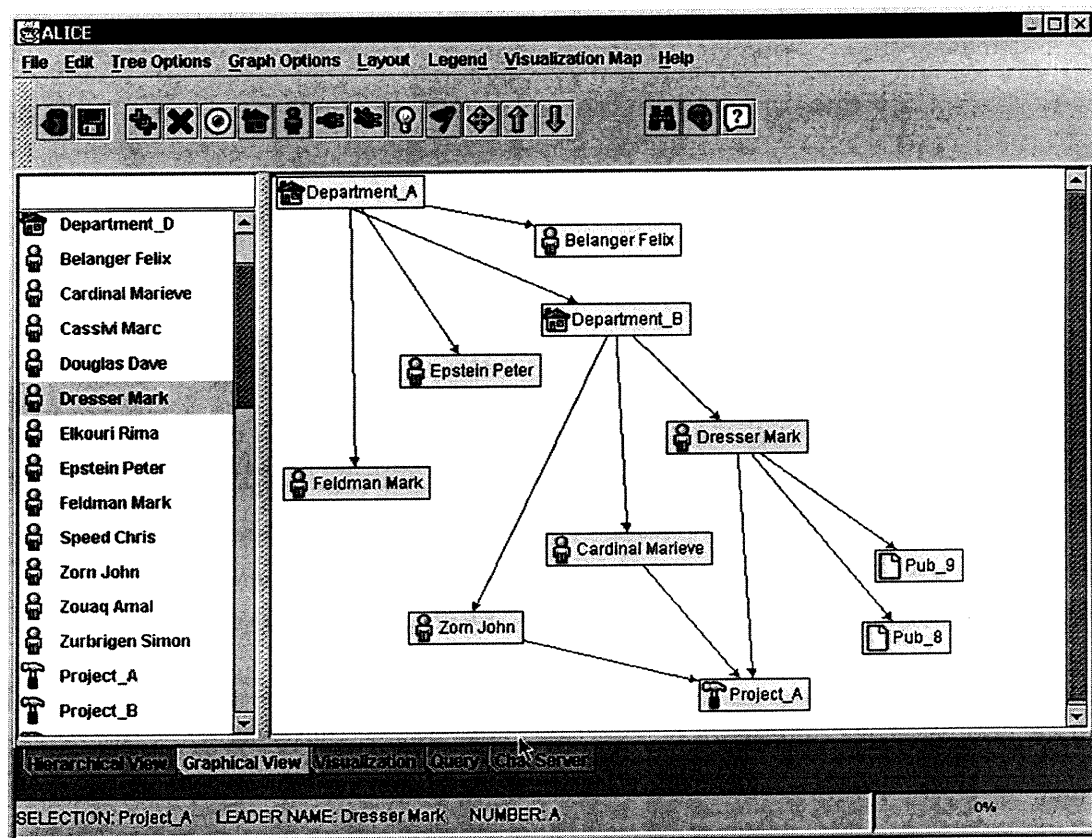 ALICE
File Edit Tree Options Graph Options Layout Legend Visualization Map Help
?
Department_D
Belanger Felix
Cardinal Marieve
Cassivi Marc
Douglas Dave
Dresser Mark
Elkouri Rima
Epstein Peter
Feldman Mark
Speed Chris
Zorn John
Zouaq Amal
Zurbrigen Simon
Project_A
Project_B
Department_A
Belanger Felix
Department_B
Epstein Peter
Dresser Mark
Feldman Mark
Cardinal Marieve
Pub_9
Zorn John
Pub_8
Project_A
Hierarchical View Graphical View Visualization Query Chat Server
SELECTION: Project_A LEADER NAME: Dresser Mark NUMBER: A
0%